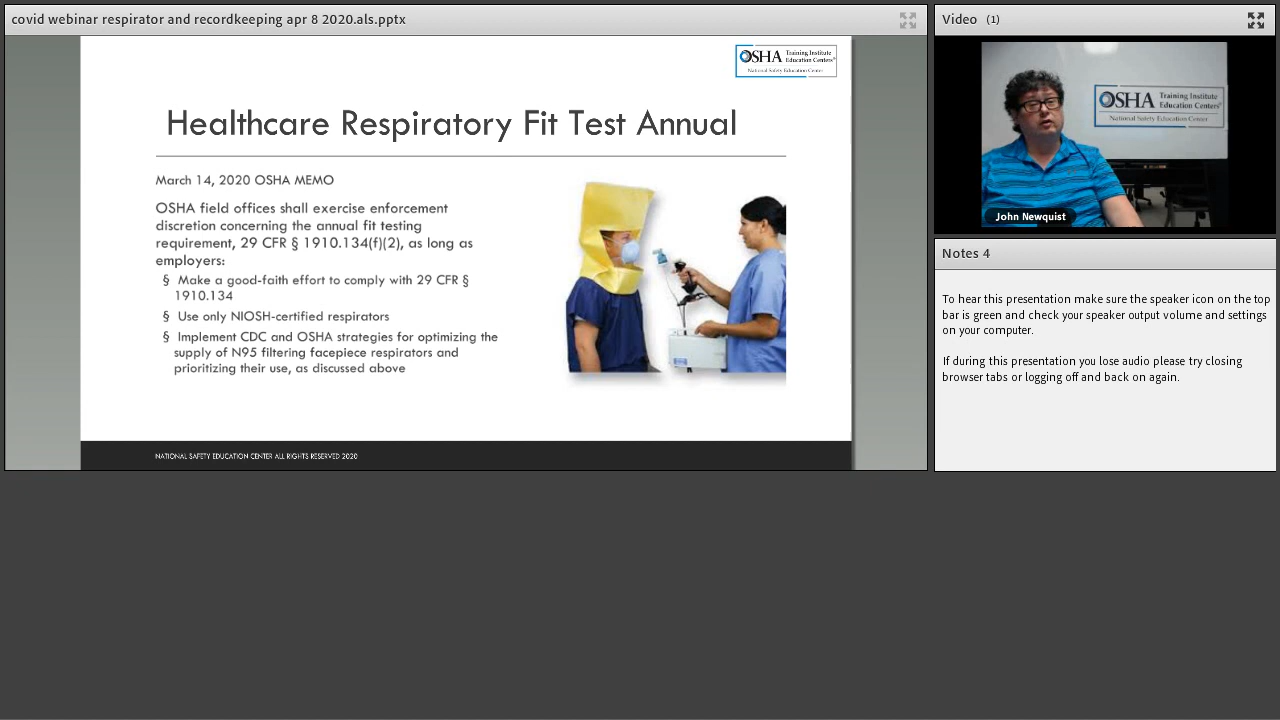 covid webinar respirator and recordkeeping apr 8 2020.als.pptx
OSHA Training Institute
Education Centers®
National Safety Education Center
Healthcare Respiratory Fit Test Annual
March 14, 2020 OSHA MEMO
OSHA field offices shall exercise enforcement
discretion concerning the annual fit testing
requirement, 29 CFR § 1910.134(f)(2), as long as
employers:
§ Make a good-faith effort to comply with 29 CFR §
1910.134
§ Use only NIOSH-certified respirators
§ Implement CDC and OSHA strategies for optimizing the
supply of N95 filtering facepiece respirators and
prioritizing their use, as discussed above
NATIONAL SAFETY EDUCATION CENTER ALL RIGHTS RESERVED 2020
Video (1)
OSHA Training Institute
Education Centers®
National Safety Education Center
John Newquist
Notes 4
To hear this presentation make sure the speaker icon on the top
bar is green and check your speaker output volume and settings
on your computer.
If during this presentation you lose audio please try closing
browser tabs or logging off and back on again.